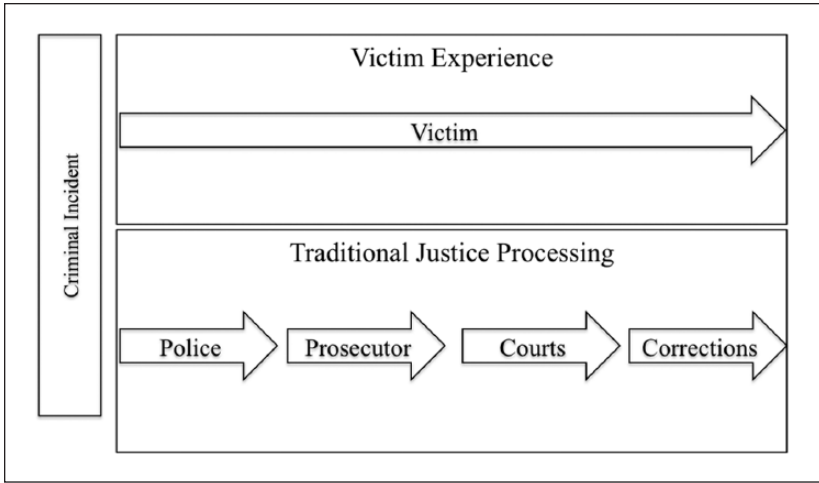 Criminal Incident
Victim Experience
Victim
Traditional Justice Processing
Police
Prosecutor
Courts
Corrections